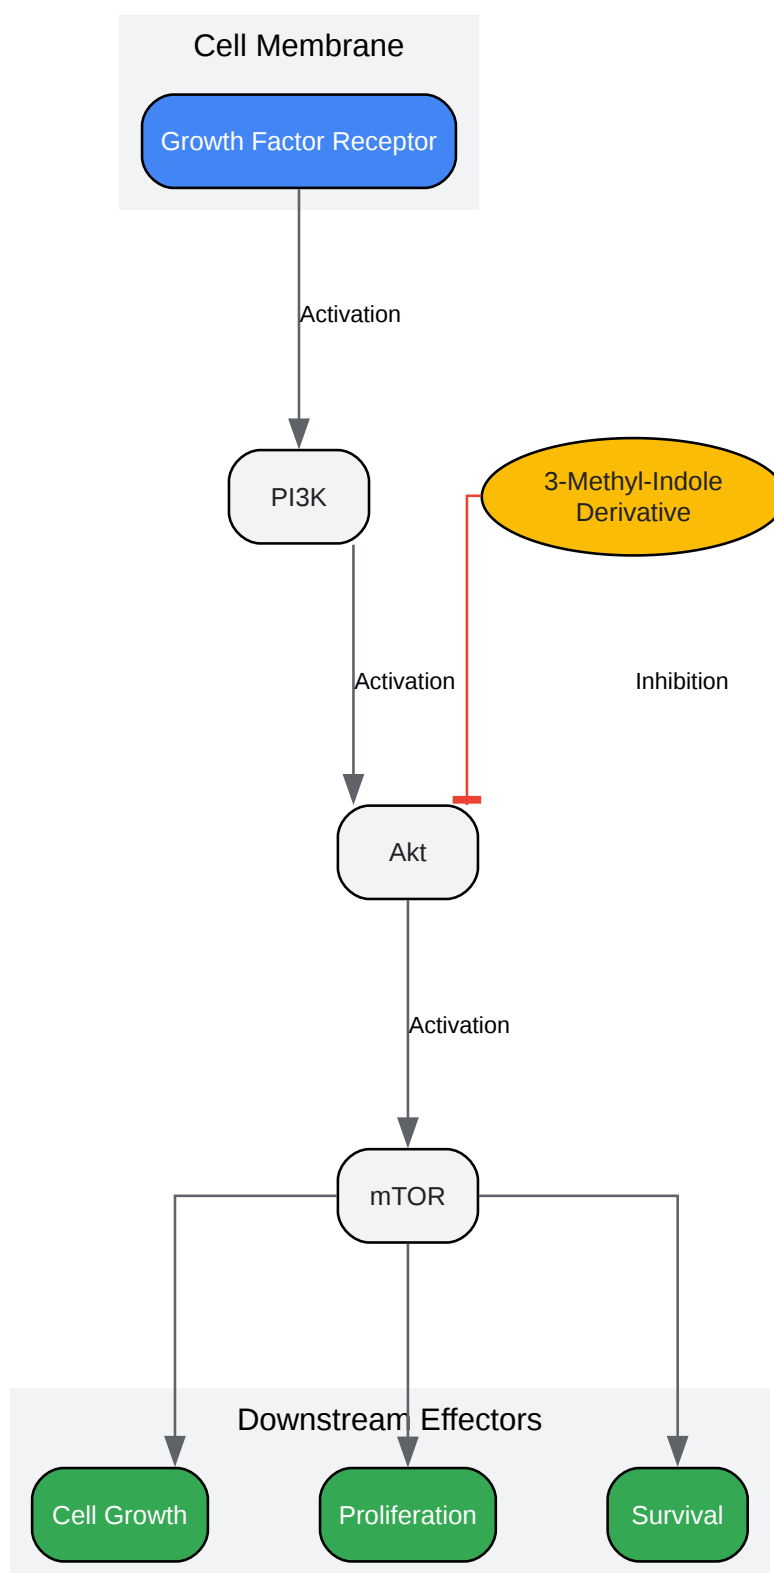 Cell Membrane
Growth Factor Receptor
Activation
PI3K
3-Methyl-Indole
Derivative
Activation
Inhibition
Akt
Activation
mTOR
Downstream Effectors
Cell Growth
Proliferation
Survival